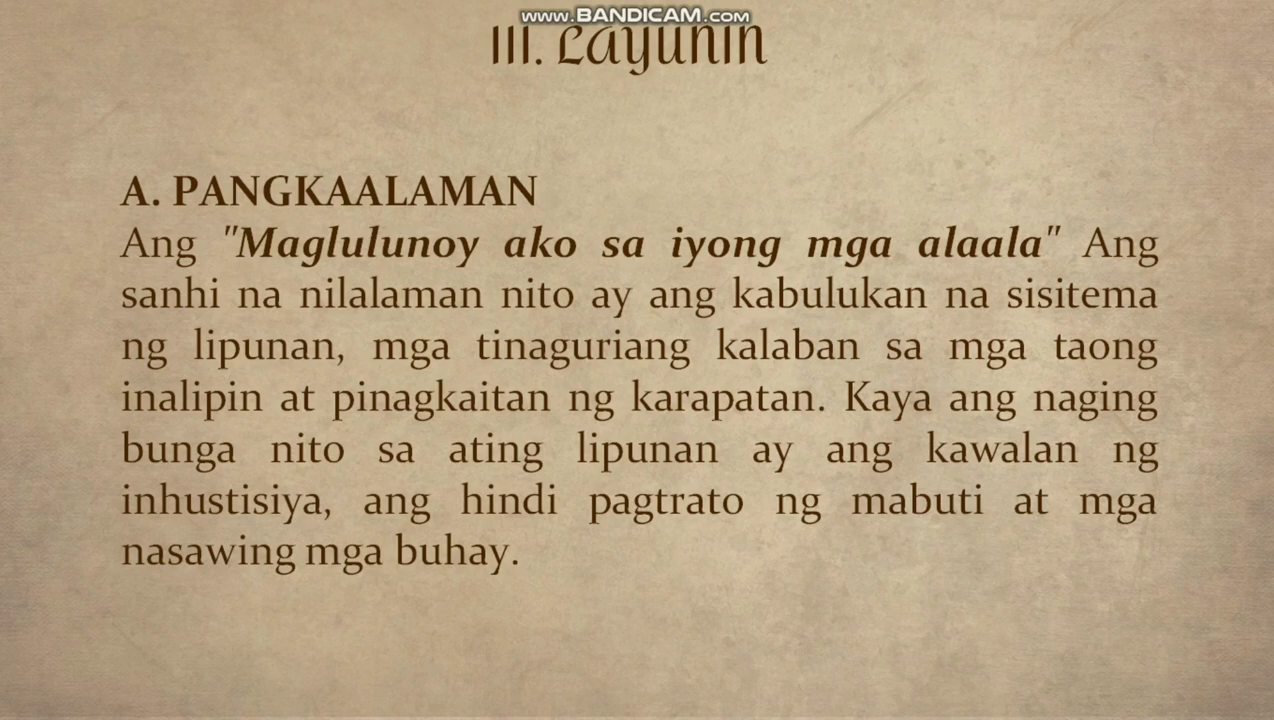 www.BANDICAM.com
III. Layunin
A. PANGKAALAMAN
Ang "Maglulunoy ako sa iyong mga alaala" Ang
sanhi na nilalaman nito ay ang kabulukan na sisitema
ng lipunan, mga tinaguriang kalaban sa mga taong
inalipin at pinagkaitan ng karapatan. Kaya ang naging
bunga nito sa ating lipunan ay ang kawalan ng
inhustisiya, ang hindi pagtrato ng mabuti at mga
nasawing mga buhay.